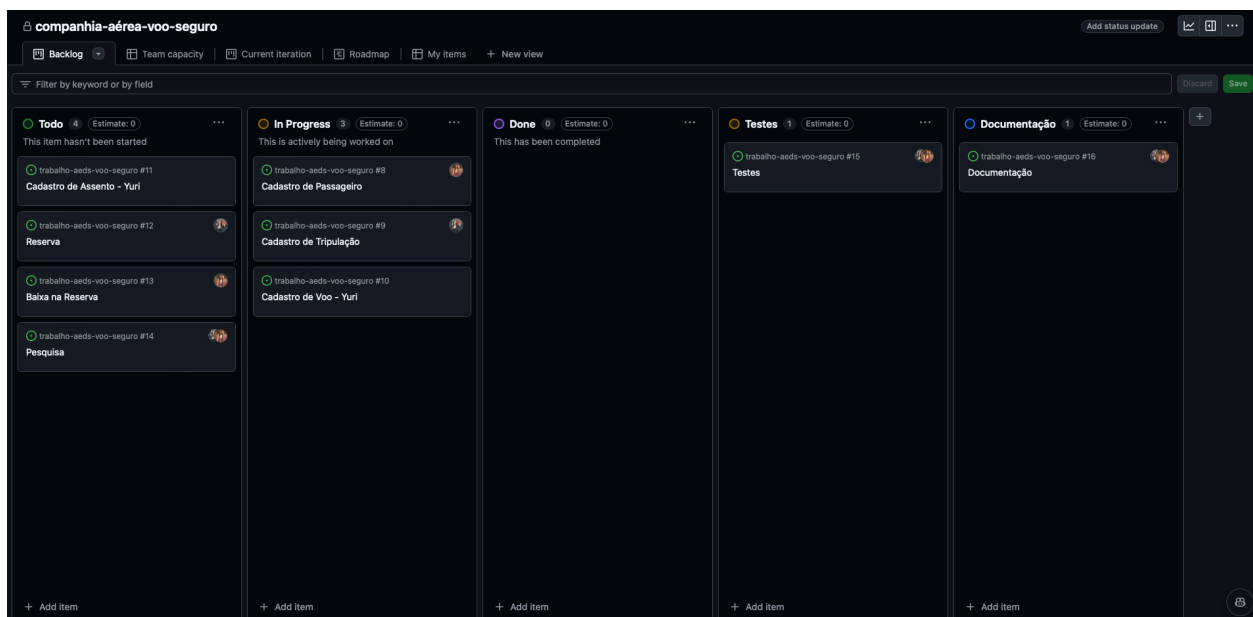 companhia-aérea-voo-seguro
Add status update
Backlog
Team capacity
Current iteration
Roadmap
My items
+ New view
Filter by keyword or by field
Discard
Save
Todo 4 Estimate: 0
This item hasn't been started
trabalho-aeds-voo-seguro #11
Cadastro de Assento - Yuri
trabalho-aeds-voo-seguro #12
Reserva
trabalho-aeds-voo-seguro #13
Baixa na Reserva
trabalho-aeds-voo-seguro #14
Pesquisa
+ Add item
In Progress 3 Estimate: 0
This is actively being worked on
trabalho-aeds-voo-seguro #8
Cadastro de Passageiro
trabalho-aeds-voo-seguro #9
Cadastro de Tripulação
trabalho-aeds-voo-seguro #10
Cadastro de Voo - Yuri
+ Add item
Done 0 Estimate: 0
This has been completed
+ Add item
Testes 1 Estimate: 0
trabalho-aeds-voo-seguro #15
Testes
+ Add item
Documentação 1 Estimate: 0
trabalho-aeds-voo-seguro #16
Documentação
+ Add item